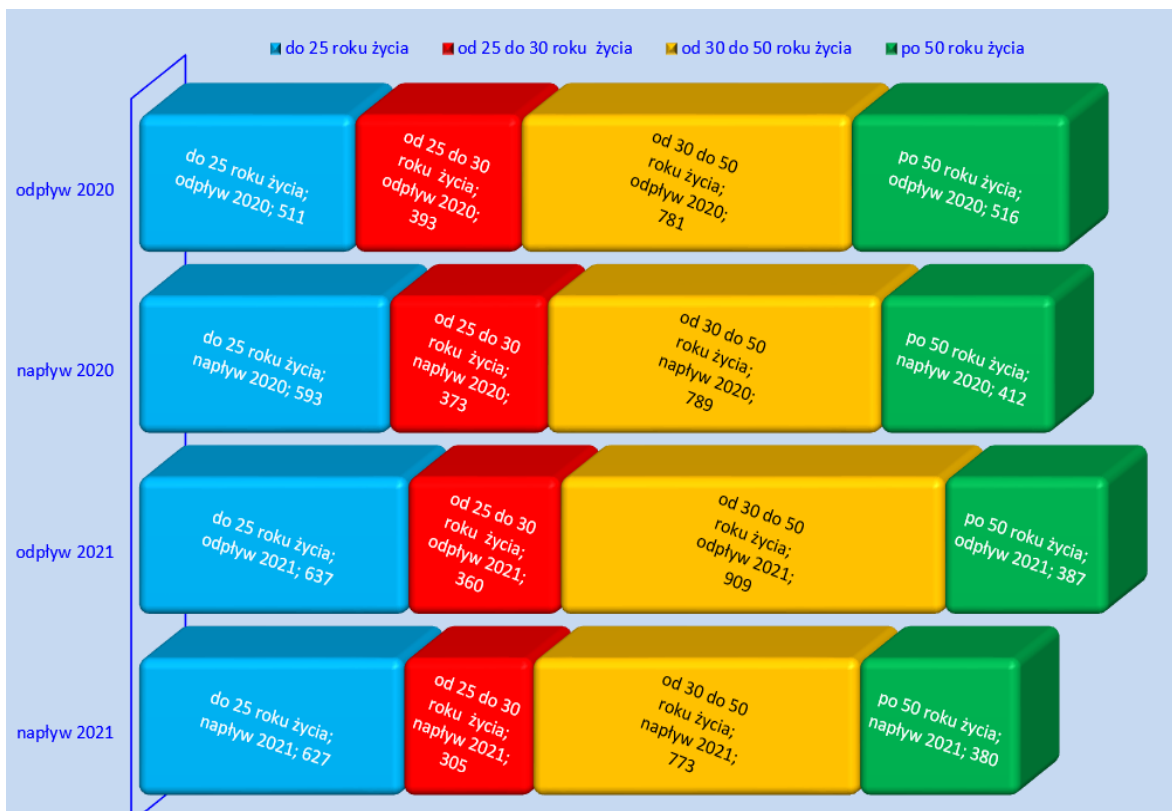 do 25 roku życia
od 25 do 30 roku życia
od 30 do 50 roku życia
po 50 roku życia
odpływ 2020
do 25 roku życia;
odpływ 2020; 511
od 25 do 30
roku życia;
odpływ 2020;
393
od 30 do 50
roku życia;
odpływ 2020;
781
po 50 roku życia;
odpływ 2020; 516
napływ 2020
do 25 roku życia;
napływ 2020; 593
od 25 do 30
roku życia;
napływ 2020;
373
od 30 do 50
roku życia;
napływ 2020;
789
po 50 roku życia;
napływ 2020; 412
odpływ 2021
do 25 roku życia;
odpływ 2021; 637
od 25 do 30
roku życia;
odpływ 2021;
360
od 30 do 50
roku życia;
odpływ 2021;
909
po 50 roku życia;
odpływ 2021; 387
napływ 2021
do 25 roku życia;
napływ 2021; 627
od 25 do 30
roku życia;
napływ 2021;
305
od 30 do 50
roku życia;
napływ 2021;
773
po 50 roku życia;
napływ 2021; 380